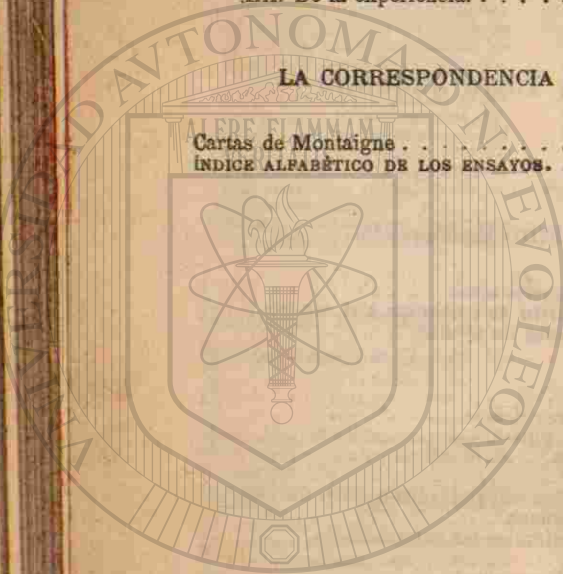 XIII. De la experiencia. . . . .
LA CORRESPONDENCIA
Cartas de Montaigne . . . . . . . . .
ÍNDICE ALFABÉTICO DE LOS ENSAYOS.
ALERE FLAMMAM